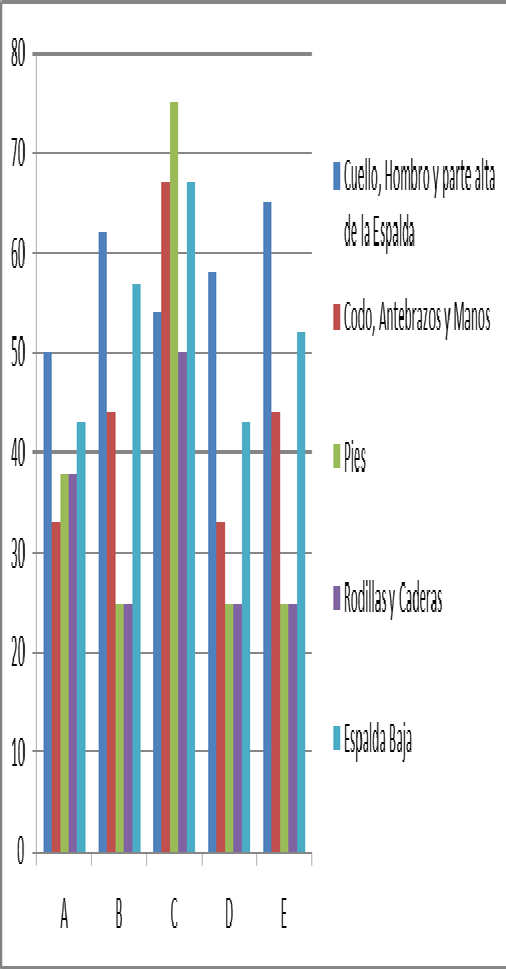 80
70
60
50
40
30
20
10
0
A B C D E
Cuello, Hombro y parte alta
de la Espalda
Codo, Antebrazos y Manos
Pies
Rodillas y Caderas
Espalda Baja